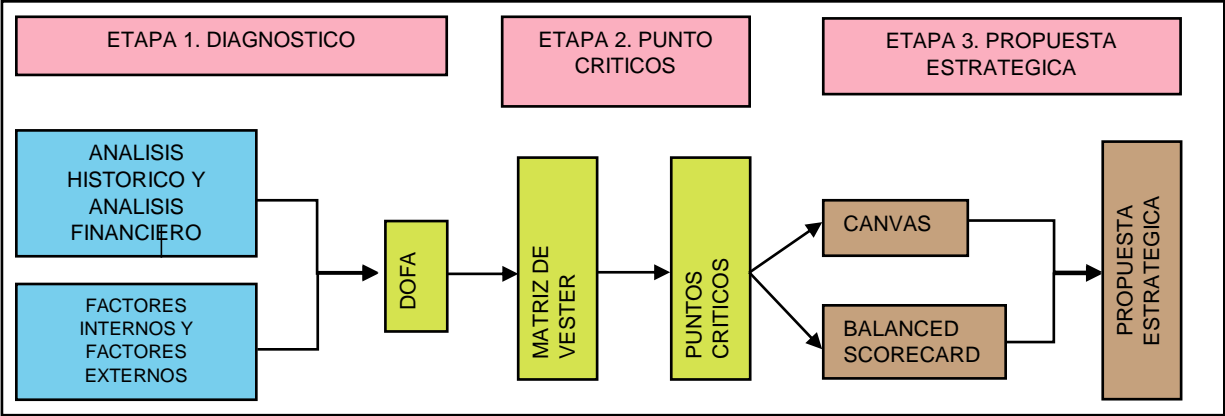 ETAPA 1. DIAGNOSTICO
ETAPA 2. PUNTO
CRITICOS
ETAPA 3. PROPUESTA
ESTRATEGICA
ANALISIS
HISTORICO Y
ANALISIS
FINANCIERO
FACTORES
INTERNOS Y
FACTORES
EXTERNOS
DOFA
MATRIZ DE
VESTER
PUNTOS
CRITICOS
CANVAS
BALANCED
SCORECARD
PROPUESTA
ESTRATEGICA